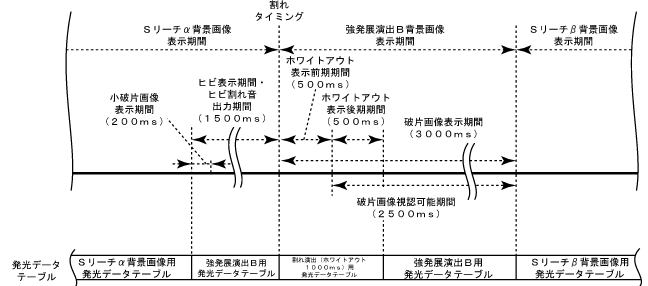 割れ
タイミング
Ｓリーチα背景画像
表示期間
強発展演出Ｂ背景画像
表示期間
Ｓリーチβ背景画像
表示期間
ホワイトアウト
表示前期期間
（５００ｍｓ）
ヒビ表示期間・
ヒビ割れ音
出力期間
（１５００ｍｓ）
小破片画像
表示期間
（２００ｍｓ）
ホワイトアウト
表示後期期間
（５００ｍｓ）
破片画像表示期間
（３０００ｍｓ）
破片画像視認可能期間
（２５００ｍｓ）
発光データ
テーブル
Ｓリーチα背景画像用
発光データテーブル
強発展演出Ｂ用
発光データテーブル
割れ演出（ホワイトアウト
１０００ｍｓ）用
発光データテーブル
強発展演出Ｂ用
発光データテーブル
Ｓリーチβ背景画像用
発光データテーブル